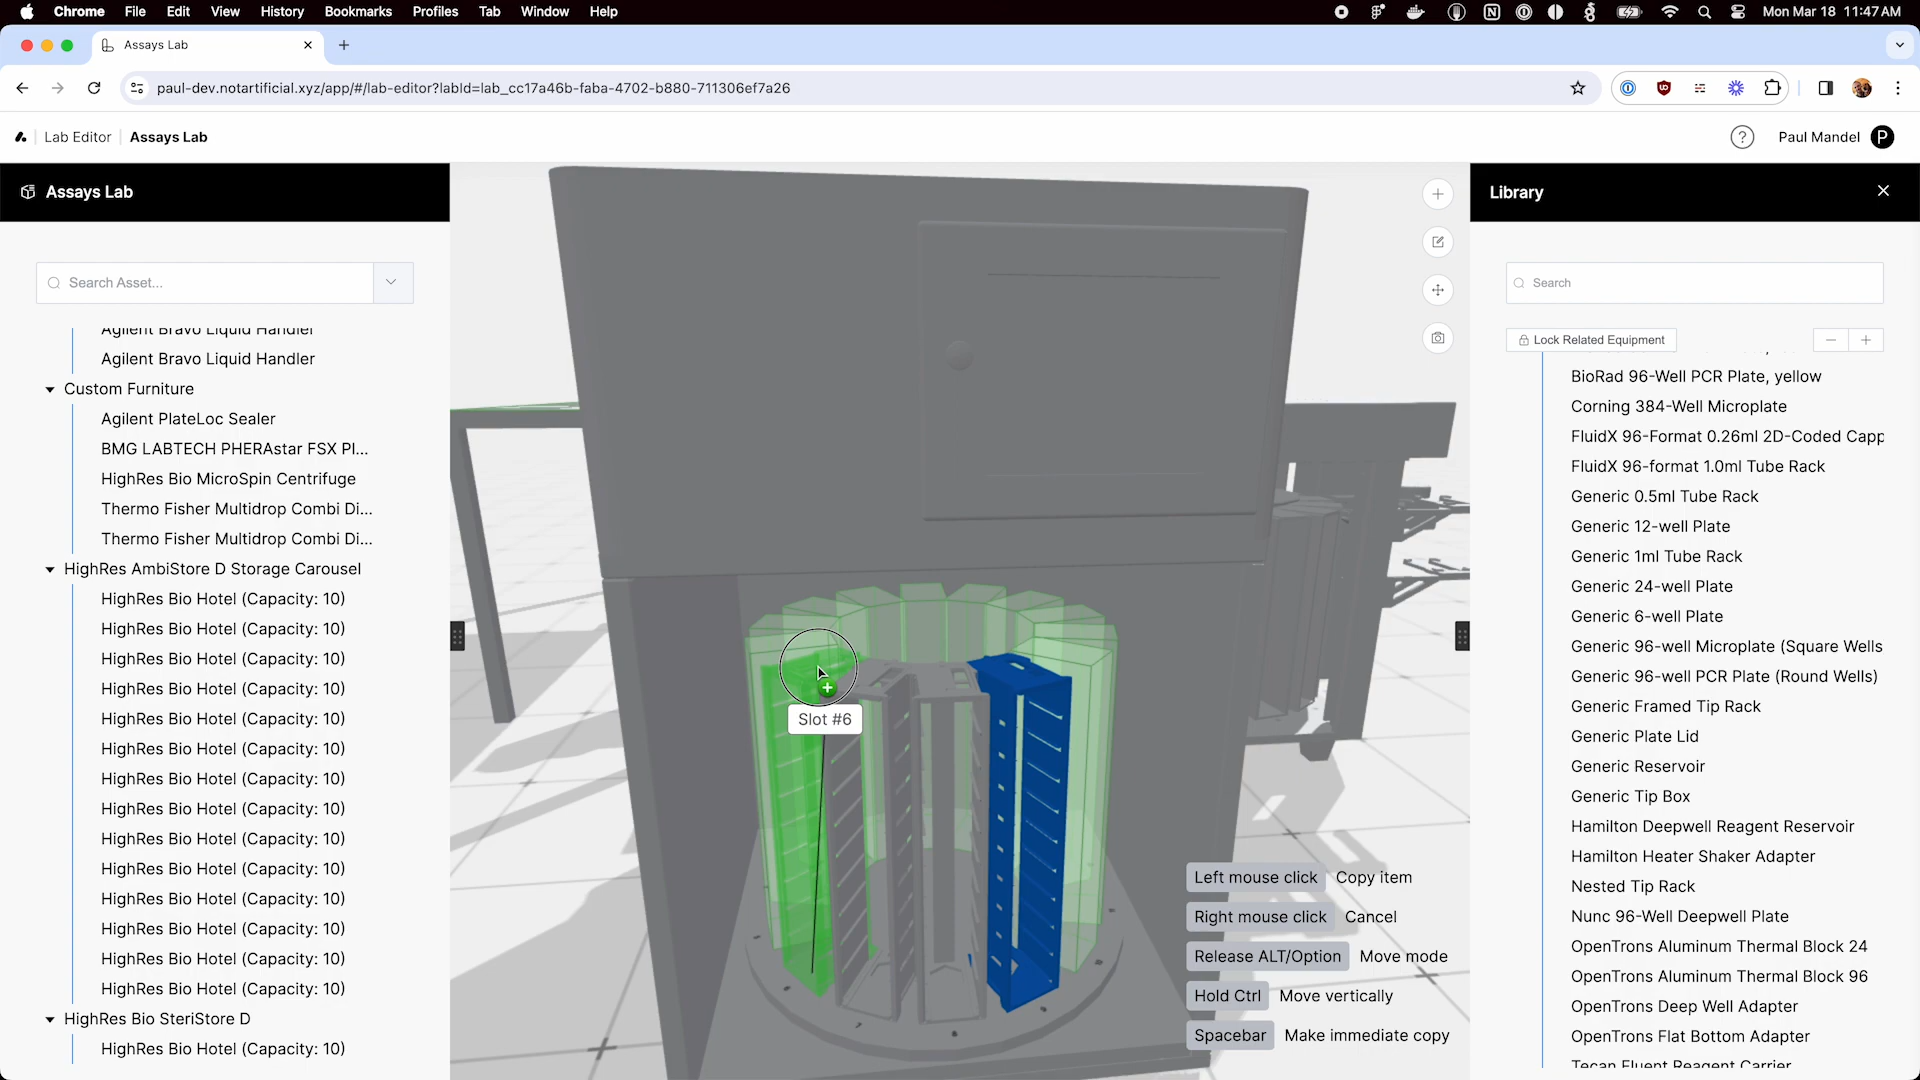 Chrome File Edit View History Bookmarks Profiles Tab Window Help
Mon Mar 18 11:47 AM
Assays Lab
paul-dev.notartificial.xyz/app/#/lab-editor?labId=lab_cc17a46b-faba-4702-b880-711306ef7a26
Lab Editor Assays Lab
? Paul Mandel P
Assays Lab
Search Asset...
Agilent Bravo Liquid Handler
Agilent Bravo Liquid Handler
Custom Furniture
Agilent PlateLoc Sealer
BMG LABTECH PHERAstar FSX Pl...
HighRes Bio MicroSpin Centrifuge
Thermo Fisher Multidrop Combi Di...
Thermo Fisher Multidrop Combi Di...
HighRes AmbiStore D Storage Carousel
HighRes Bio Hotel (Capacity: 10)
HighRes Bio Hotel (Capacity: 10)
HighRes Bio Hotel (Capacity: 10)
HighRes Bio Hotel (Capacity: 10)
HighRes Bio Hotel (Capacity: 10)
HighRes Bio Hotel (Capacity: 10)
HighRes Bio Hotel (Capacity: 10)
HighRes Bio Hotel (Capacity: 10)
HighRes Bio Hotel (Capacity: 10)
HighRes Bio Hotel (Capacity: 10)
HighRes Bio Hotel (Capacity: 10)
HighRes Bio Hotel (Capacity: 10)
HighRes Bio Hotel (Capacity: 10)
HighRes Bio Hotel (Capacity: 10)
HighRes Bio SteriStore D
HighRes Bio Hotel (Capacity: 10)
Slot #6
Left mouse click Copy item
Right mouse click Cancel
Release ALT/Option Move mode
Hold Ctrl Move vertically
Spacebar Make immediate copy
Library
Search
Lock Related Equipment
BioRad 96-Well PCR Plate, yellow
Corning 384-Well Microplate
FluidX 96-Format 0.26ml 2D-Coded Capp
FluidX 96-format 1.0ml Tube Rack
Generic 0.5ml Tube Rack
Generic 12-well Plate
Generic 1ml Tube Rack
Generic 24-well Plate
Generic 6-well Plate
Generic 96-well Microplate (Square Wells
Generic 96-well PCR Plate (Round Wells)
Generic Framed Tip Rack
Generic Plate Lid
Generic Reservoir
Generic Tip Box
Hamilton Deepwell Reagent Reservoir
Hamilton Heater Shaker Adapter
Nested Tip Rack
Nunc 96-Well Deepwell Plate
OpenTrons Aluminum Thermal Block 24
OpenTrons Aluminum Thermal Block 96
OpenTrons Deep Well Adapter
OpenTrons Flat Bottom Adapter
Tecan Fluent Reagent Carrier